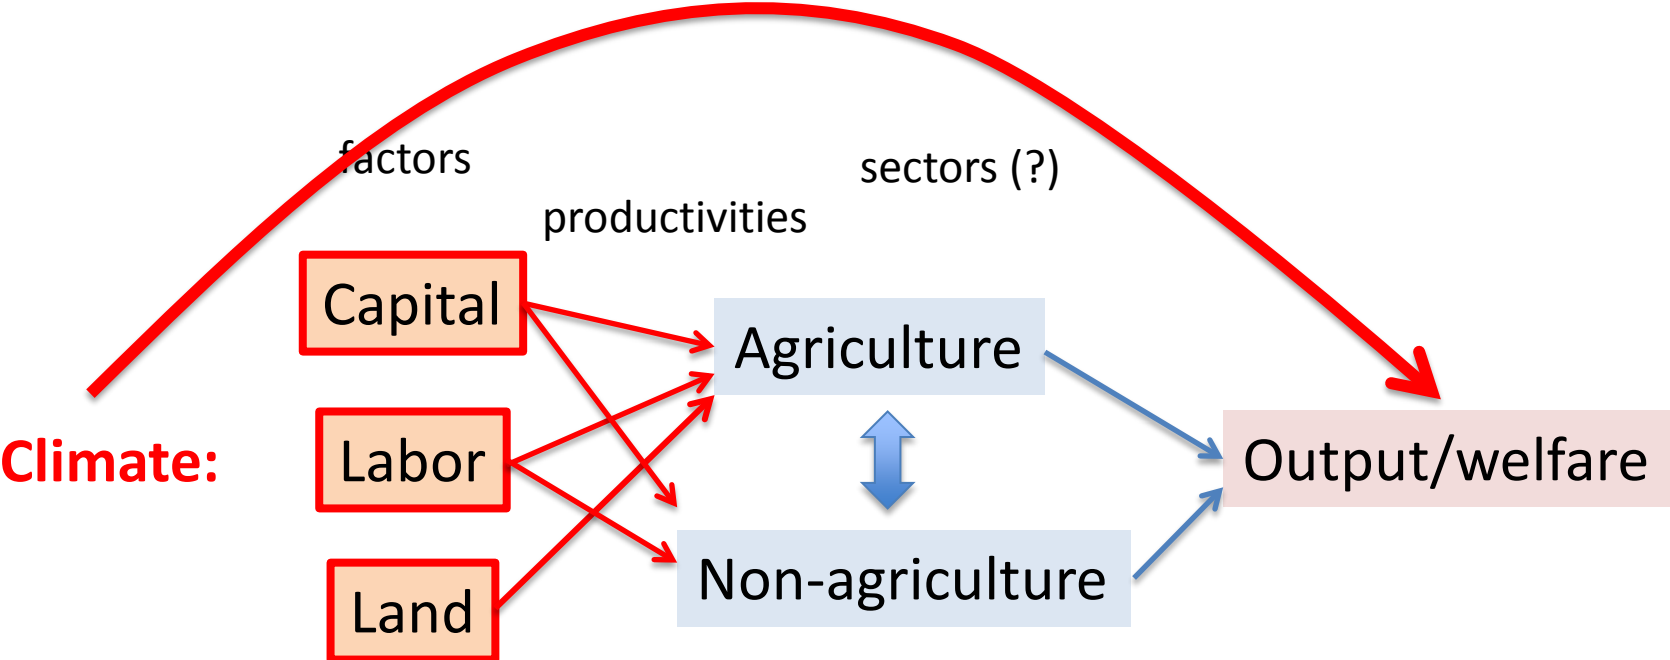 factors
sectors (?)
productivities
Capital
Agriculture
Climate:
Labor
Output/welfare
Non-agriculture
Land